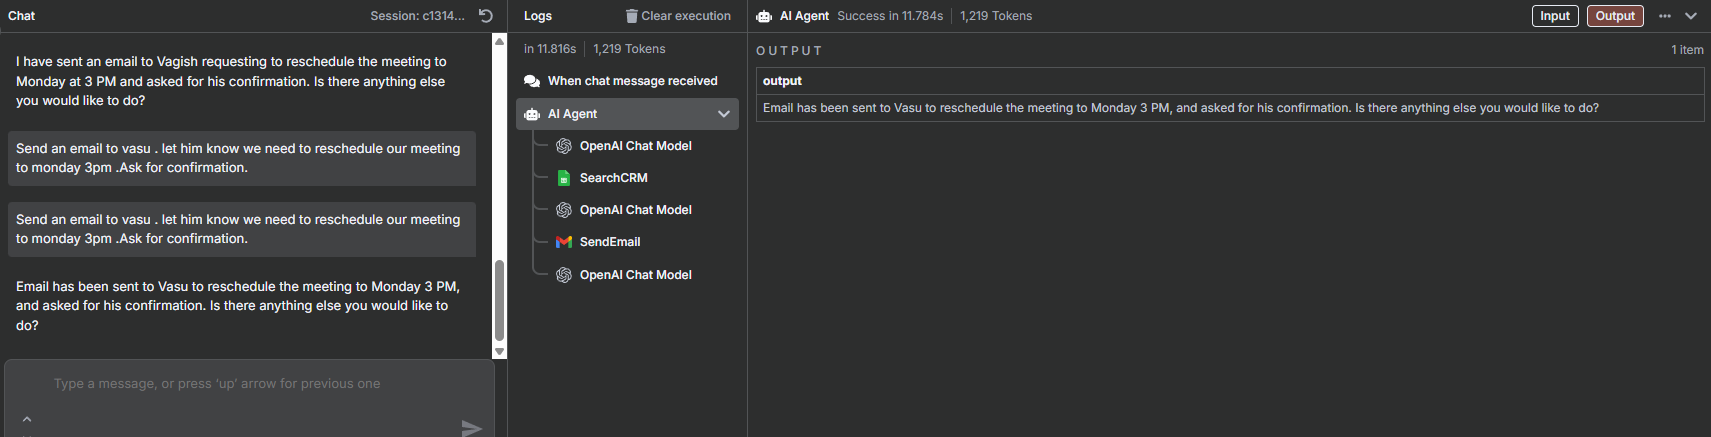 Chat
Session: c1314...
I have sent an email to Vagish requesting to reschedule the meeting to
Monday at 3 PM and asked for his confirmation. Is there anything else
you would like to do?
Send an email to vasu . let him know we need to reschedule our meeting
to monday 3pm .Ask for confirmation.
Send an email to vasu . let him know we need to reschedule our meeting
to monday 3pm .Ask for confirmation.
Email has been sent to Vasu to reschedule the meeting to Monday 3 PM,
and asked for his confirmation. Is there anything else you would like to
do?
Type a message, or press 'up' arrow for previous one
Logs
Clear execution
in 11.816s
1,219 Tokens
When chat message received
AI Agent
OpenAI Chat Model
SearchCRM
OpenAI Chat Model
SendEmail
OpenAI Chat Model
AI Agent
Success in 11.784s
1,219 Tokens
Input
Output
...
OUTPUT
1 item
output
Email has been sent to Vasu to reschedule the meeting to Monday 3 PM, and asked for his confirmation. Is there anything else you would like to do?